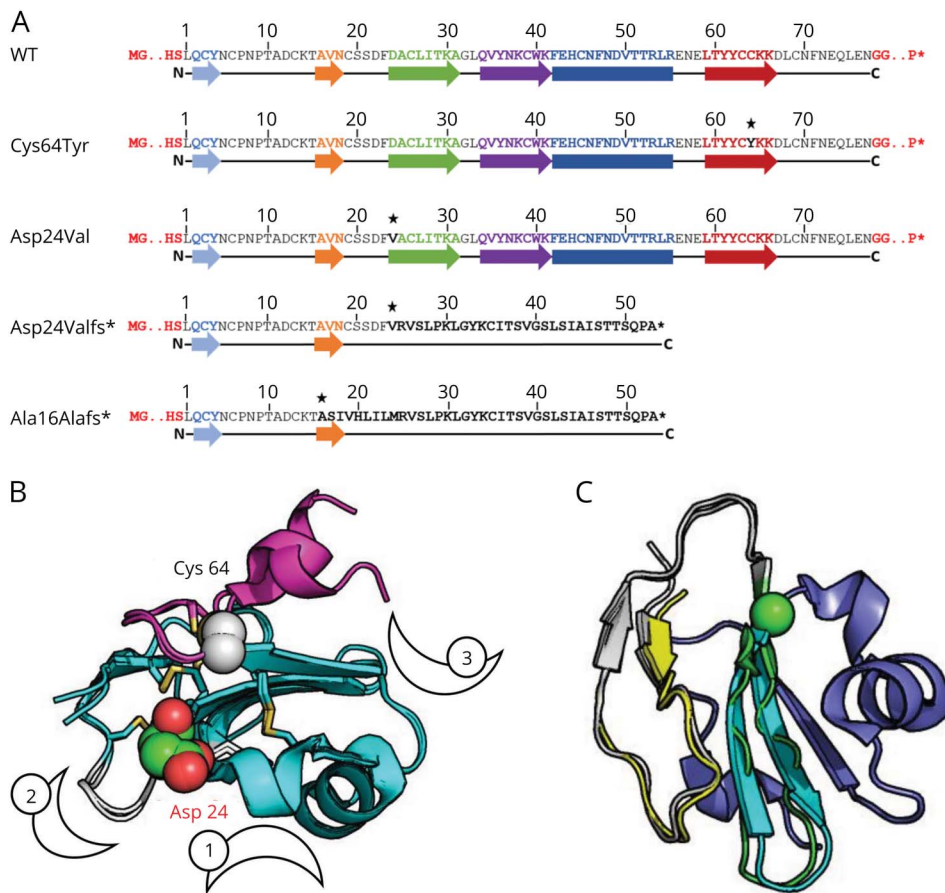 A
1 10 20 30 40 50 60 70
WT MG..HSLQCYNCPNPTADCKTAVNCSSDFDACLITKAGLQVYNKCWKFEHCNFNDVTTRLRENELTYYCCKKDLCNFNEQLENGG..P*
N C
★
1 10 20 30 40 50 60 70
Cys64Tyr MG..HSLQCYNCPNPTADCKTAVNCSSDFDACLITKAGLQVYNKCWKFEHCNFNDVTTRLRENELTYYCYKKDLCNFNEQLENGG..P*
N C
★
1 10 20 30 40 50 60 70
Asp24Val MG..HSLQCYNCPNPTADCKTAVNCSSDFVACLITKAGLQVYNKCWKFEHCNFNDVTTRLRENELTYYCCKKDLCNFNEQLENGG..P*
N C
★
1 10 20 30 40 50
Asp24Valfs* MG..HSLQCYNCPNPTADCKTAVNCSSDFVRVSLPKLGYKCITSVGSLSIAISTTSQPA*
N C
★
1 10 20 30 40 50
Ala16Alafs* MG..HSLQCYNCPNPTADCKTASIVHLILMRVSLPKLGYKCITSVGSLSIAISTTSQPA*
N C
B
Cys 64
3
2
Asp 24
1
C